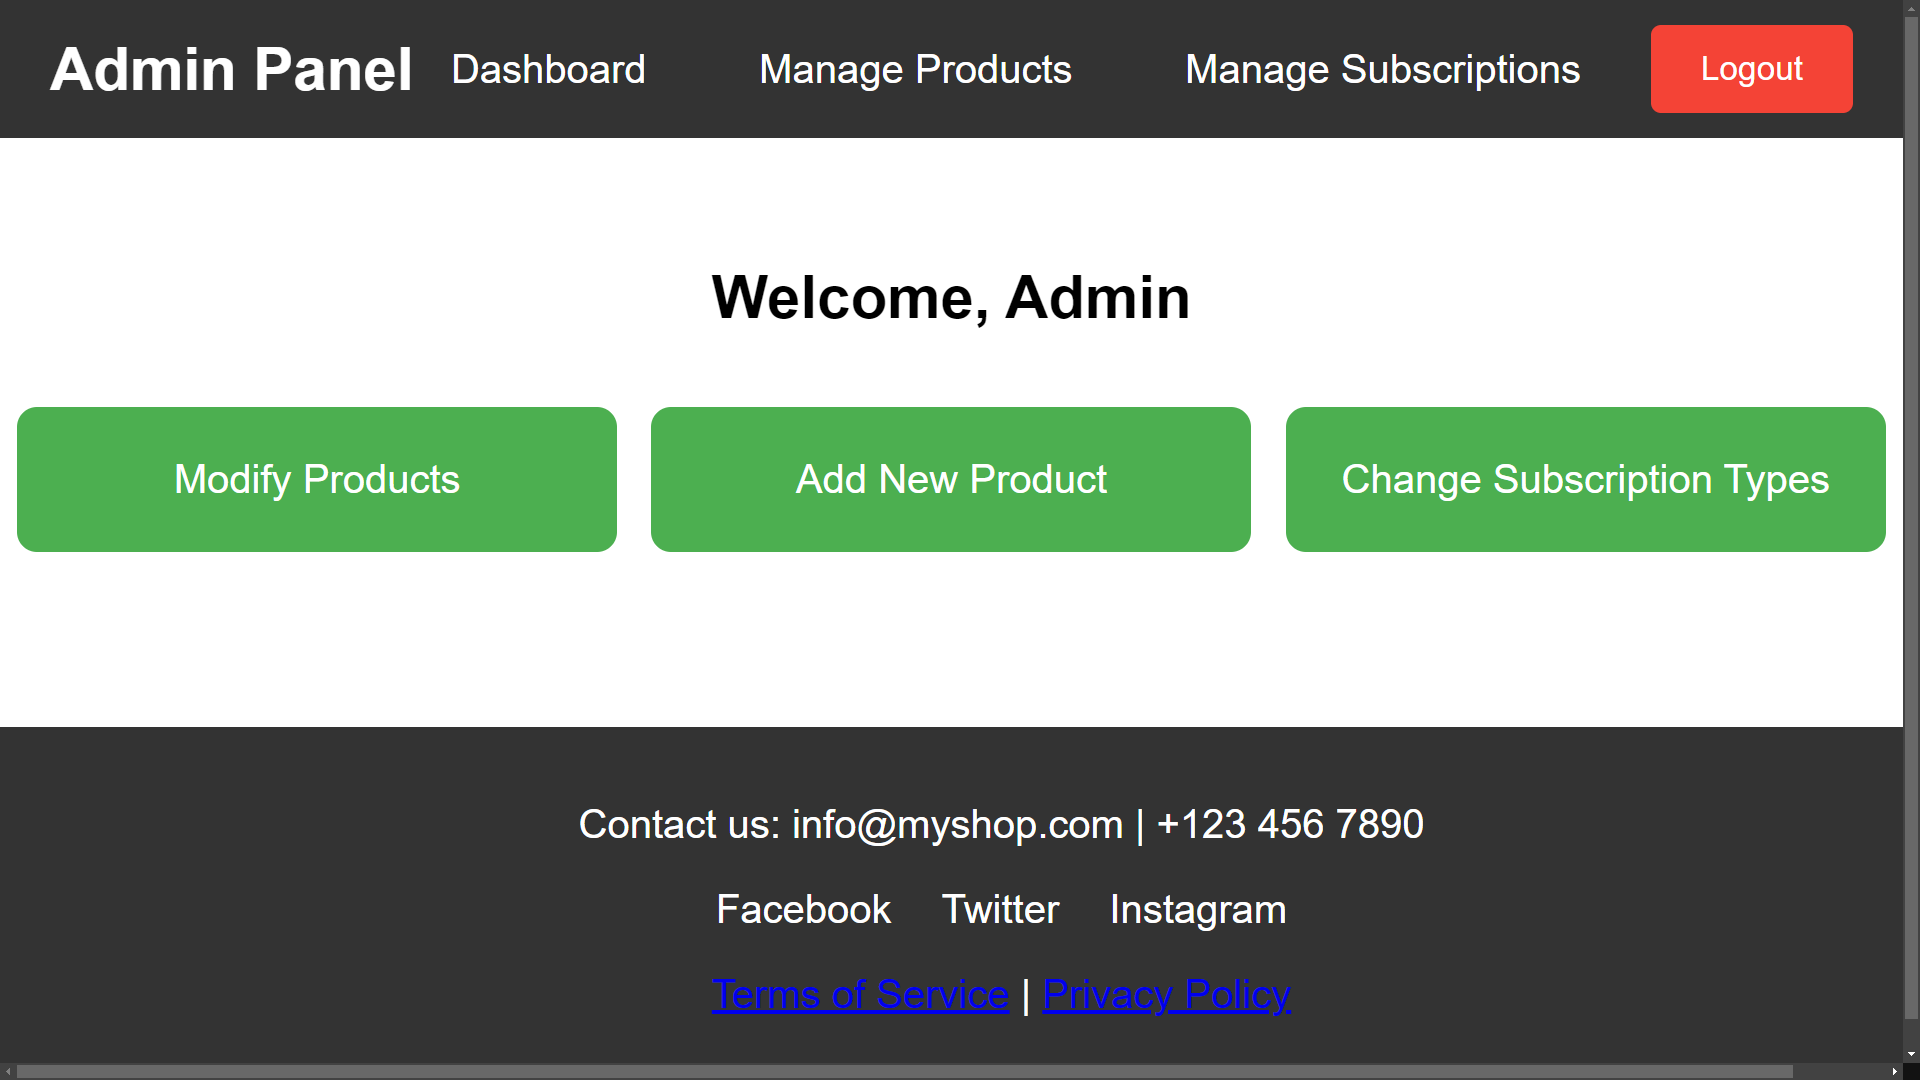 Admin Panel Dashboard Manage Products Manage Subscriptions Logout
Welcome, Admin
Modify Products Add New Product Change Subscription Types
Contact us: info@myshop.com | +123 456 7890
Facebook Twitter Instagram
Terms of Service | Privacy Policy